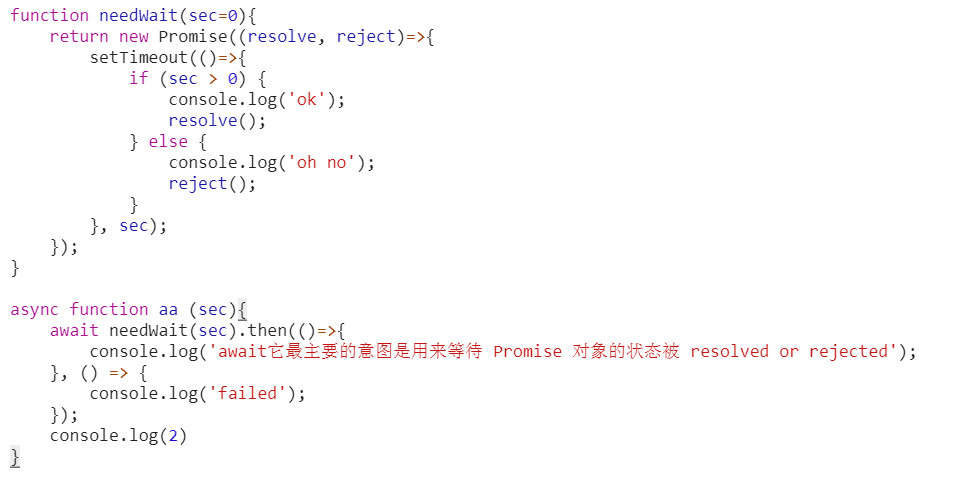 function needWait(sec=0){
    return new Promise((resolve, reject)=>{
        setTimeout(()=>{
            if (sec > 0) {
                console.log('ok');
                resolve();
            } else {
                console.log('oh no');
                reject();
            }
        }, sec);
    });
}

async function aa (sec){
    await needWait(sec).then(()=>{
        console.log('await它最主要的意图是用来等待 Promise 对象的状态被 resolved or rejected');
    }, () => {
        console.log('failed');
    });
    console.log(2)
}